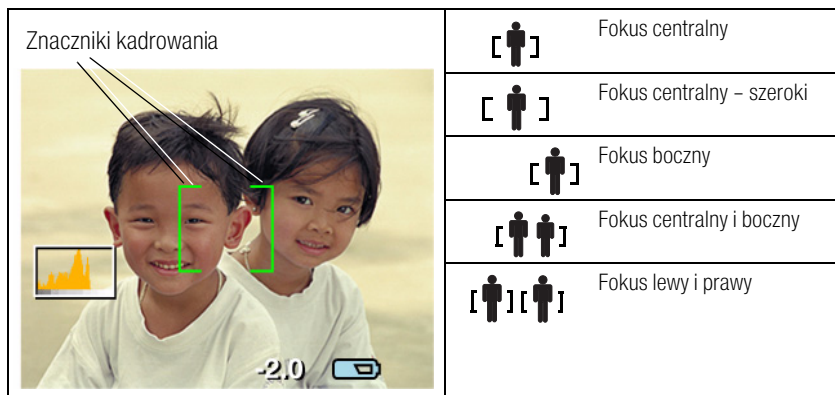 Znaczniki kadrowania
-2.0
Fokus centralny
Fokus centralny – szeroki
Fokus boczny
Fokus centralny i boczny
Fokus lewy i prawy